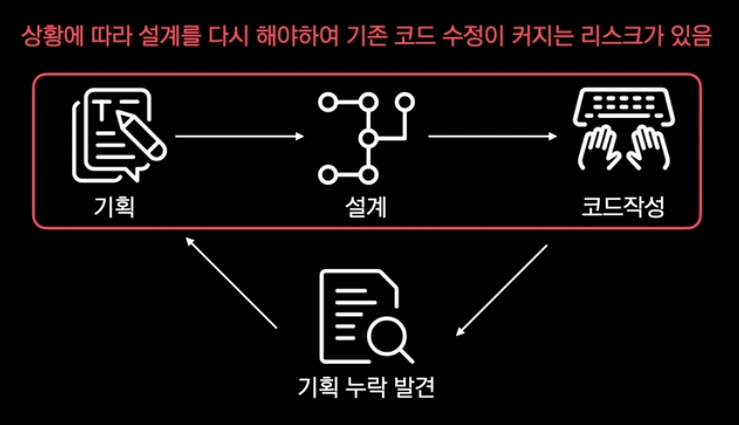 상황에 따라 설계를 다시 해야하여 기존 코드 수정이 커지는 리스크가 있음
기획
설계
코드작성
기획 누락 발견